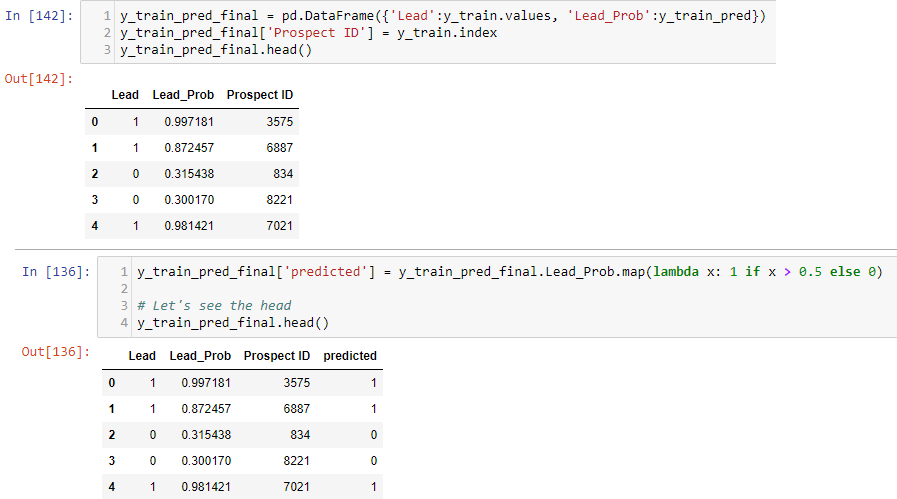 In [142]:
1 y_train_pred_final = pd.DataFrame({'Lead':y_train.values, 'Lead_Prob':y_train_pred})
2 y_train_pred_final['Prospect ID'] = y_train.index
3 y_train_pred_final.head()
Out[142]:
Lead Lead_Prob Prospect ID
0 1 0.997181 3575
1 1 0.872457 6887
2 0 0.315438 834
3 0 0.300170 8221
4 1 0.981421 7021
In [136]:
1 y_train_pred_final['predicted'] = y_train_pred_final.Lead_Prob.map(lambda x: 1 if x > 0.5 else 0)
2
3 # Let's see the head
4 y_train_pred_final.head()
Out[136]:
Lead Lead_Prob Prospect ID predicted
0 1 0.997181 3575 1
1 1 0.872457 6887 1
2 0 0.315438 834 0
3 0 0.300170 8221 0
4 1 0.981421 7021 1